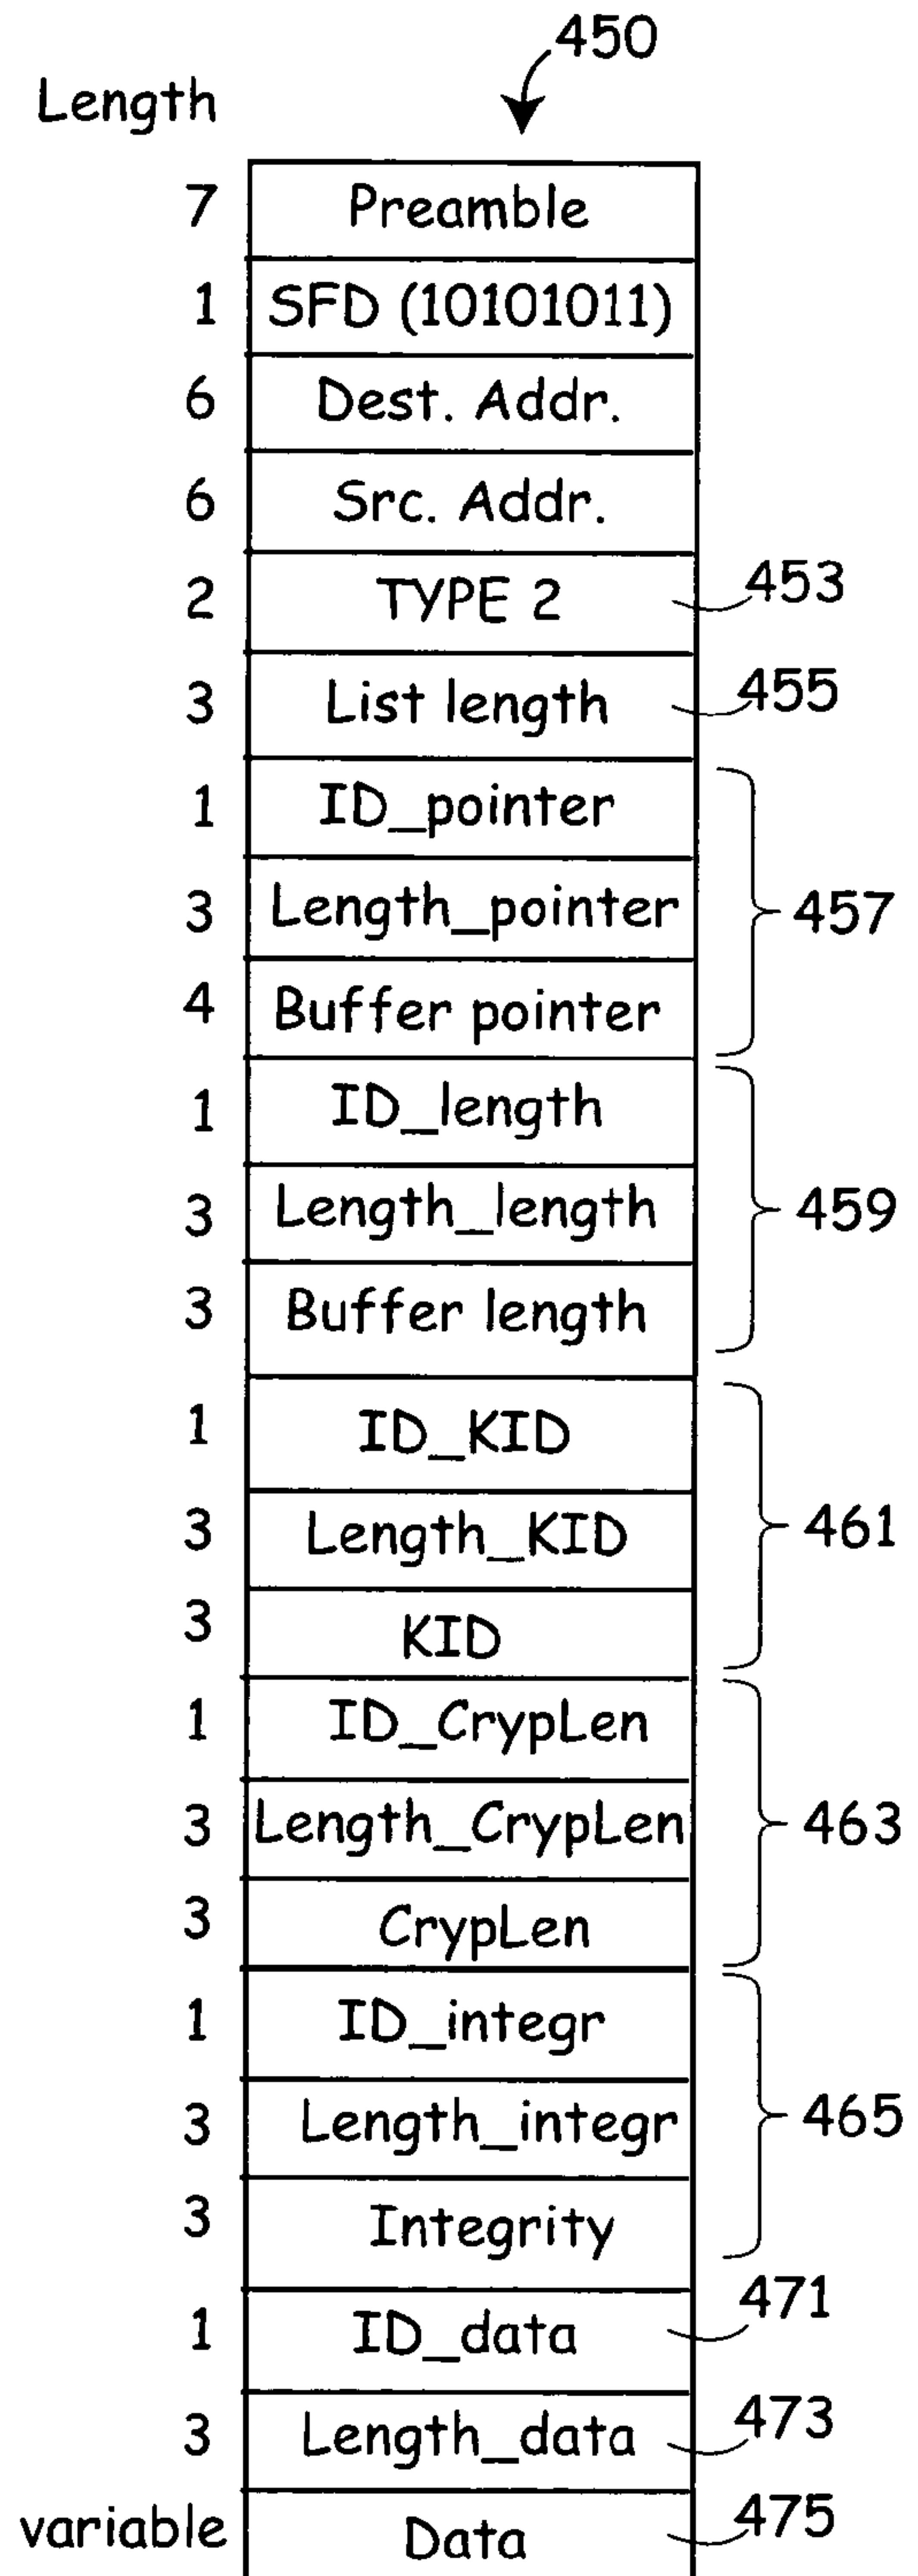 450
Length
7 Preamble
1 SFD (10101011)
6 Dest. Addr.
6 Src. Addr.
2 TYPE 2 453
3 List length 455
1 ID_pointer
3 Length_pointer 457
4 Buffer pointer
1 ID_length
3 Length_length 459
3 Buffer length
1 ID_KID
3 Length_KID 461
3 KID
1 ID_CrypLen
3 Length_CrypLen 463
3 CrypLen
1 ID_integr
3 Length_integr 465
3 Integrity
1 ID_data 471
3 Length_data 473
variable Data 475